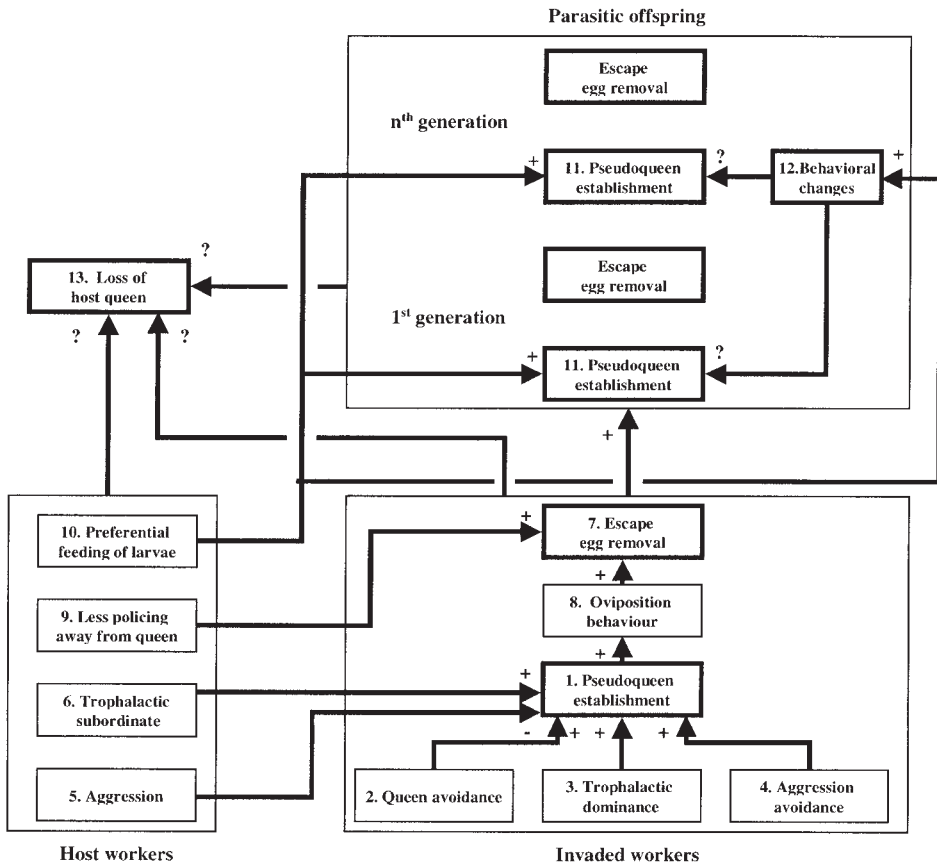 Parasitic offspring
Escape
egg removal
nth generation
+
11. Pseudoqueen
establishment
?
12.Behavioral
changes
+
?
13. Loss of
host queen
Escape
egg removal
1st generation
?
?
+
11. Pseudoqueen
establishment
?
+
10. Preferential
feeding of larvae
+
7. Escape
egg removal
+
9. Less policing
away from queen
8. Oviposition
behaviour
+
6. Trophalactic
subordinate
+
1. Pseudoqueen
establishment
-
+
+
+
5. Aggression
2. Queen avoidance
3. Trophalactic
dominance
4. Aggression
avoidance
Host workers
Invaded workers